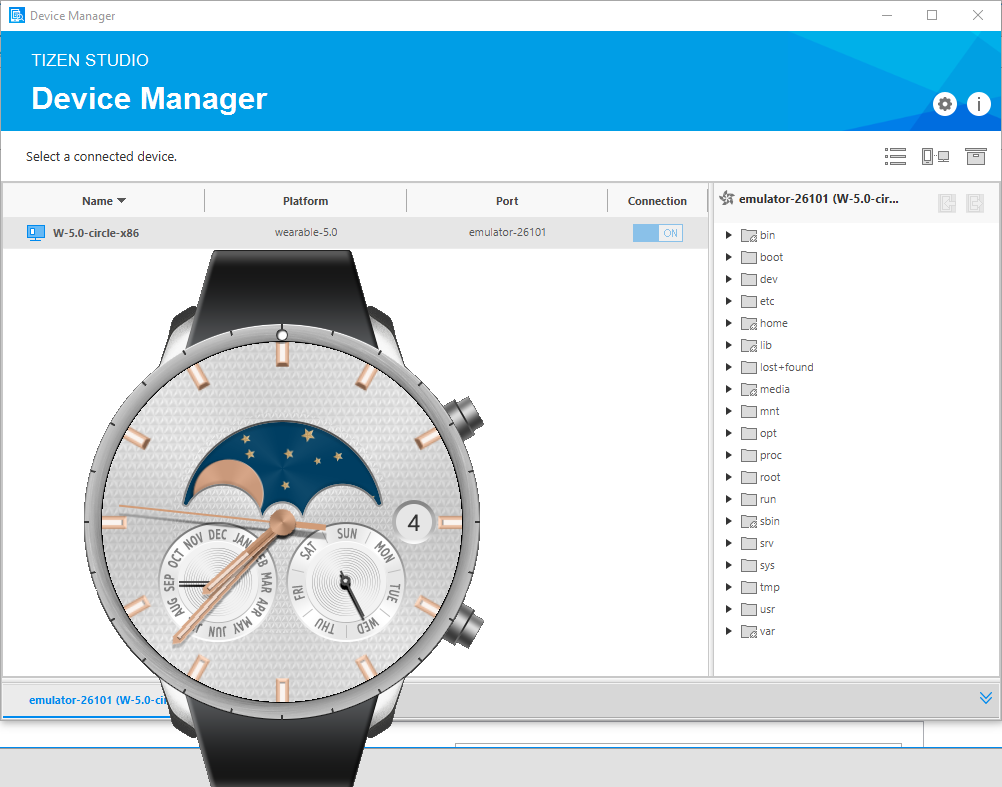 Device Manager
TIZEN STUDIO
Device Manager
Select a connected device.
Name Platform Port Connection
W-5.0-circle-x86 wearable-5.0 emulator-26101 ON
emulator-26101 (W-5.0-cir...
bin
boot
dev
etc
home
lib
lost+found
media
mnt
opt
proc
root
run
sbin
srv
sys
tmp
usr
var
4
JAN FEB MAR APR MAY JUN AUG SEP OCT NOV DEC
SUN MON TUE WED THU FRI SAT
emulator-26101 (W-5.0-cir